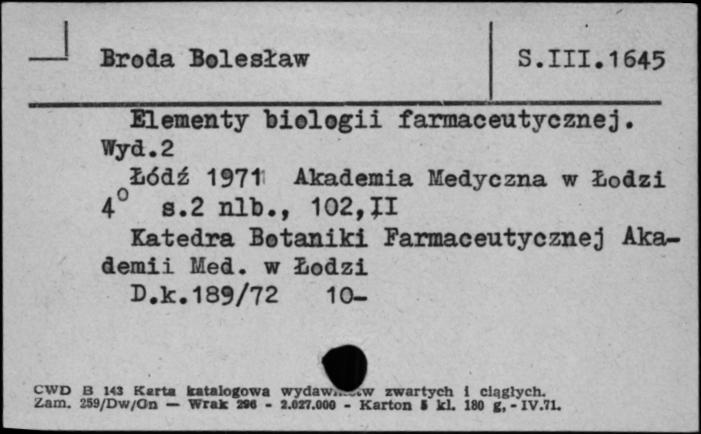 Broda Bolesław S.III.1645
Elementy biologii farmaceutycznej.
Wyd.2
Łódź 1971 Akademia Medyczna w Łodzi
4° s.2 nlb., 102,II
Katedra Botaniki Farmaceutycznej Aka-
demii Med. w Łodzi
D.k.189/72 10-
CWD B 143 Karta katalogowa zwartych i ciągłych.
Zam. 259/Dw/Gn — Wrak 296 - 2.027.000 - Karton kl. 180 g, - IV.71.